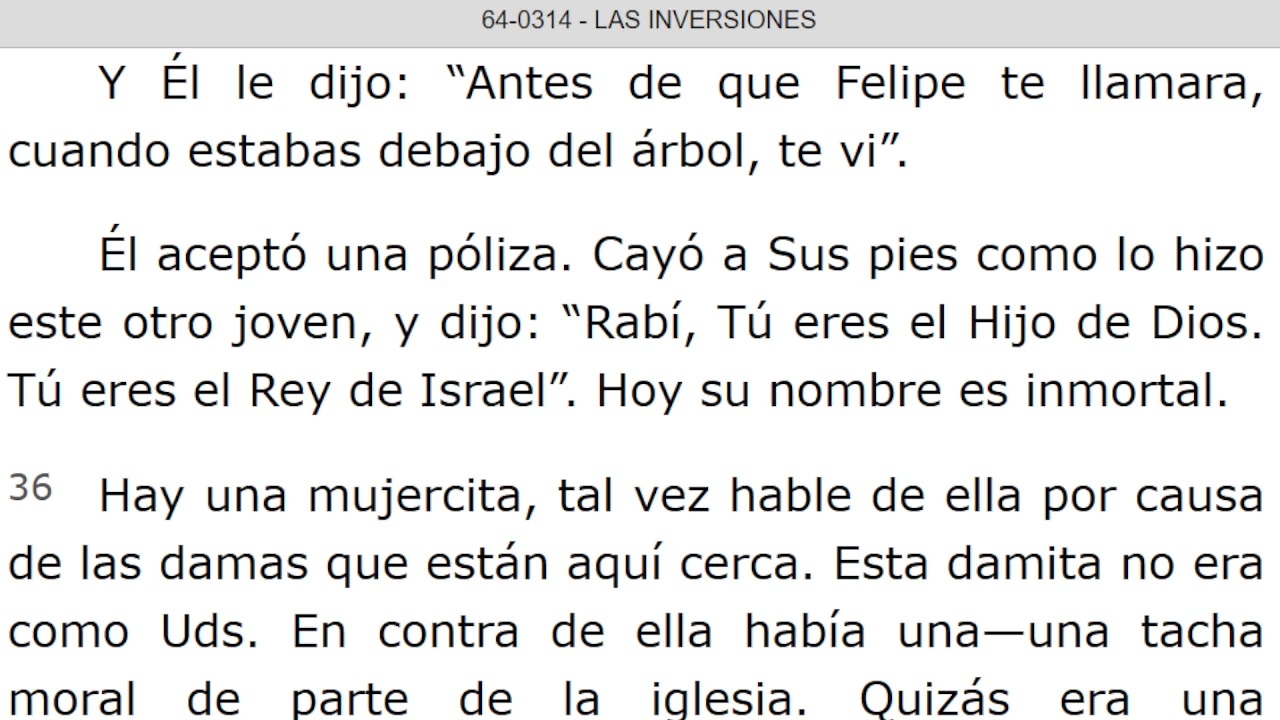 64-0314 - LAS INVERSIONES
Y Él le dijo: “Antes de que Felipe te llamara,
cuando estabas debajo del árbol, te vi”.
Él aceptó una póliza. Cayó a Sus pies como lo hizo
este otro joven, y dijo: “Rabí, Tú eres el Hijo de Dios.
Tú eres el Rey de Israel”. Hoy su nombre es inmortal.
36 Hay una mujercita, tal vez hable de ella por causa
de las damas que están aquí cerca. Esta damita no era
como Uds. En contra de ella había una—una tacha
moral de parte de la iglesia. Quizás era una